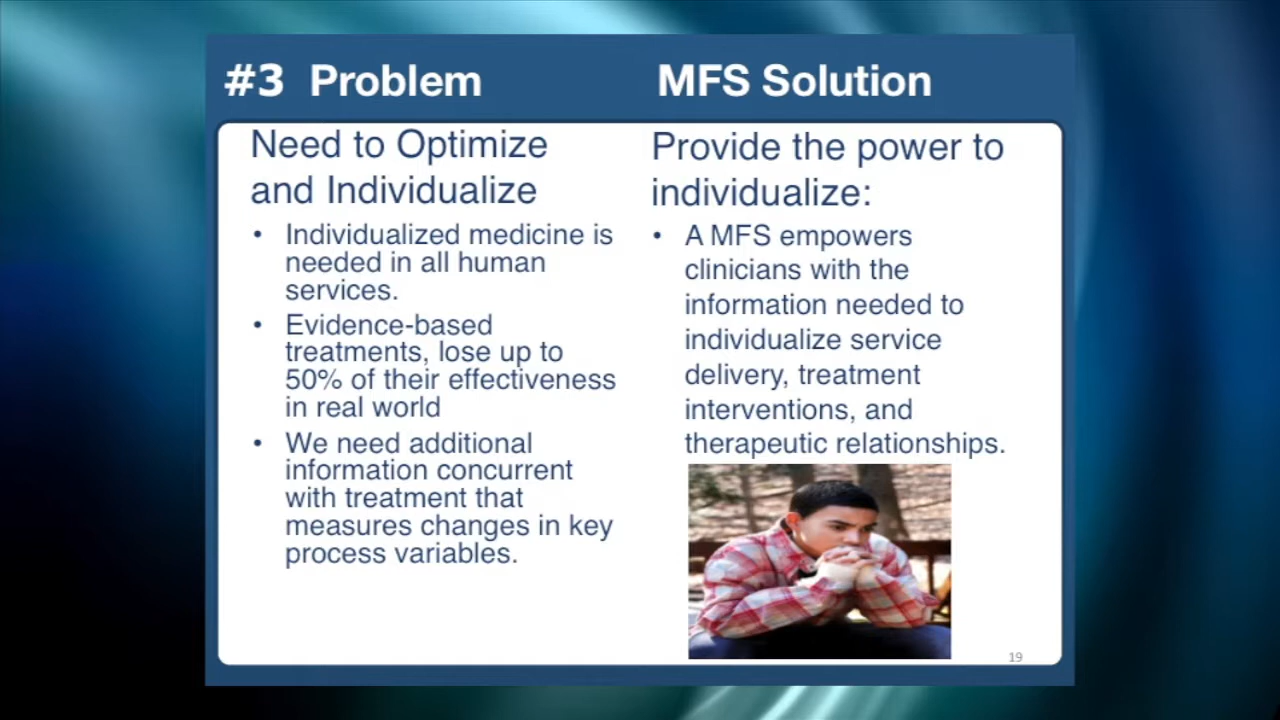 #3 Problem
MFS Solution
Need to Optimize
and Individualize
• Individualized medicine is
needed in all human
services.
• Evidence-based
treatments, lose up to
50% of their effectiveness
in real world
• We need additional
information concurrent
with treatment that
measures changes in key
process variables.
Provide the power to
individualize:
• A MFS empowers
clinicians with the
information needed to
individualize service
delivery, treatment
interventions, and
therapeutic relationships.
19